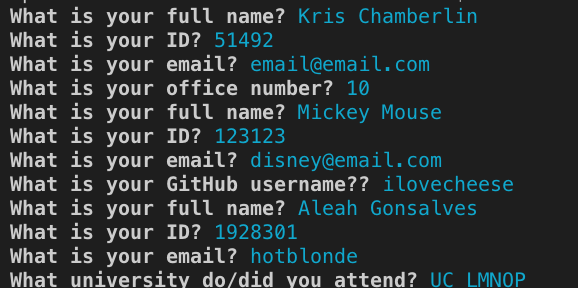 What is your full name? Kris Chamberlin
What is your ID? 51492
What is your email? email@email.com
What is your office number? 10
What is your full name? Mickey Mouse
What is your ID? 123123
What is your email? disney@email.com
What is your GitHub username?? ilovecheese
What is your full name? Aleah Gonsalves
What is your ID? 1928301
What is your email? hotblonde
What university do/did you attend? UC LMNOP